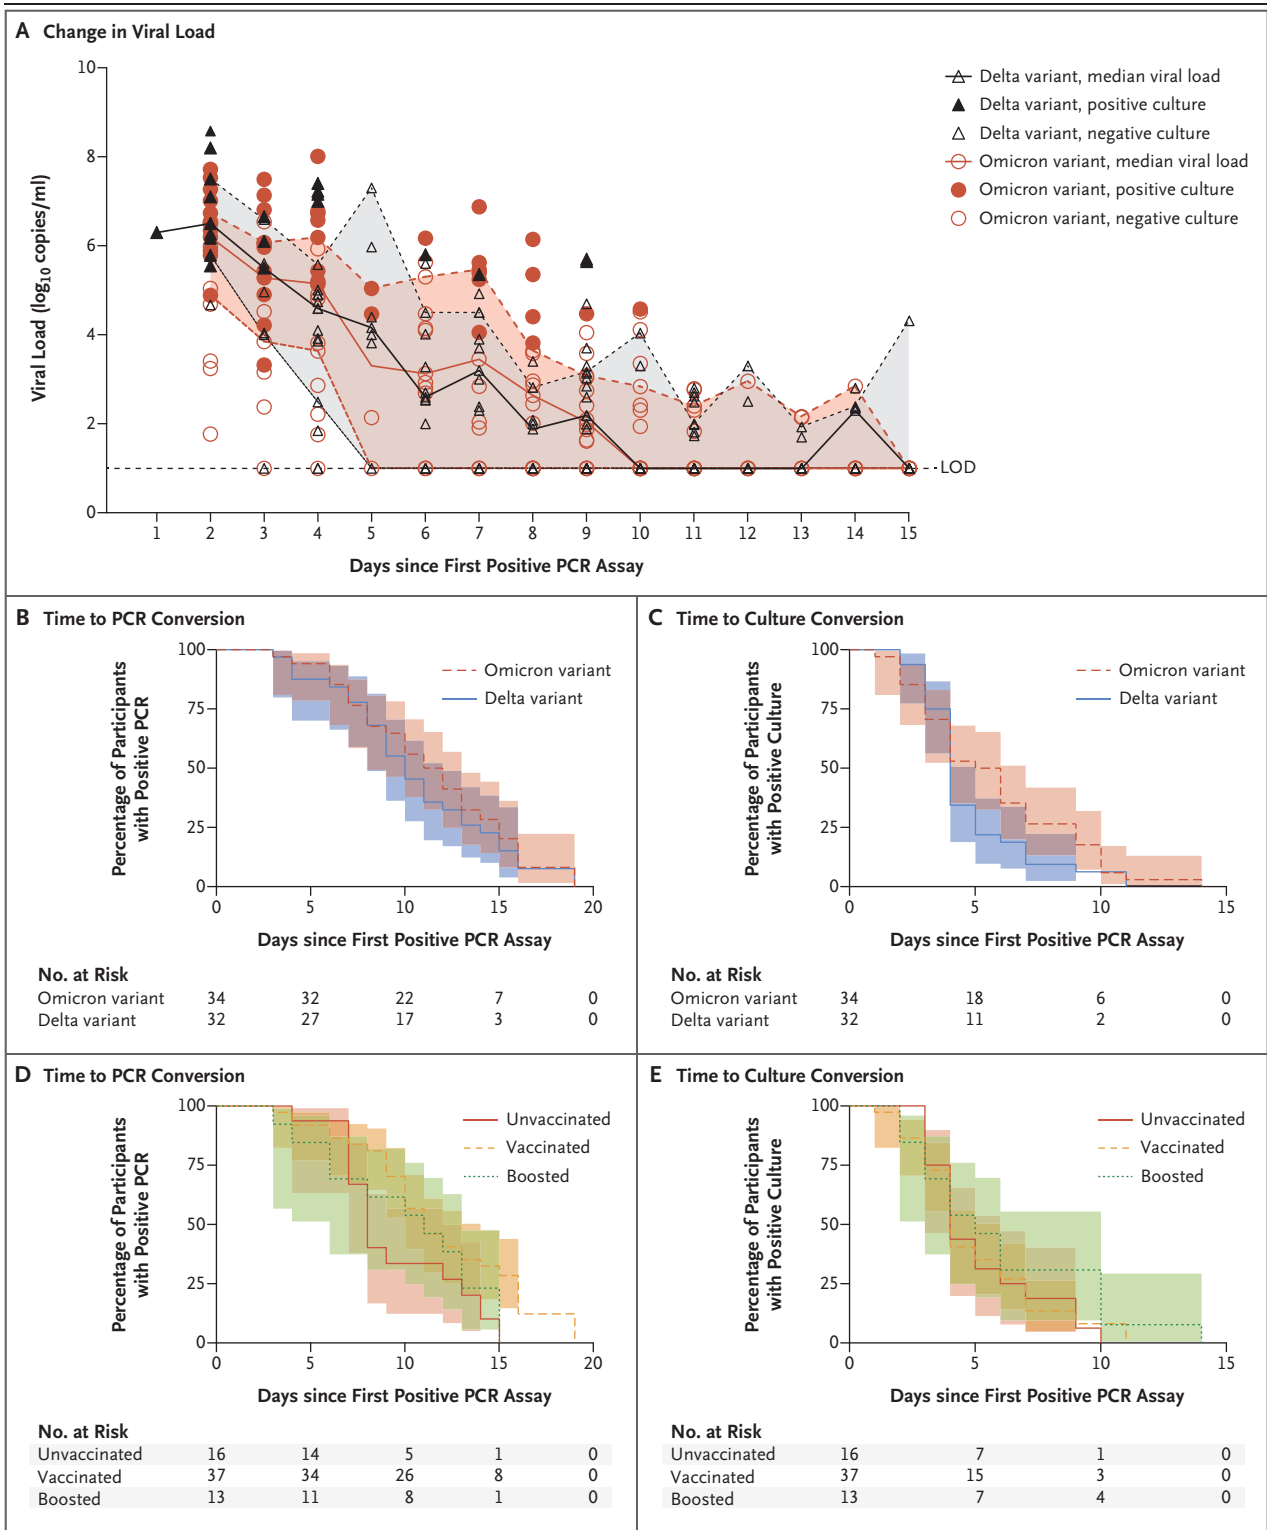 A Change in Viral Load
10
8
6
4
2
0
Viral Load (log10 copies/ml)
Delta variant, median viral load
Delta variant, positive culture
Delta variant, negative culture
Omicron variant, median viral load
Omicron variant, positive culture
Omicron variant, negative culture
LOD
1 2 3 4 5 6 7 8 9 10 11 12 13 14 15
Days since First Positive PCR Assay
B Time to PCR Conversion
100
75
50
25
0
Percentage of Participants
with Positive PCR
Omicron variant
Delta variant
0 5 10 15 20
Days since First Positive PCR Assay
No. at Risk
Omicron variant 34 32 22 7 0
Delta variant 32 27 17 3 0
C Time to Culture Conversion
100
75
50
25
0
Percentage of Participants
with Positive Culture
Omicron variant
Delta variant
0 5 10 15
Days since First Positive PCR Assay
No. at Risk
Omicron variant 34 18 6 0
Delta variant 32 11 2 0
D Time to PCR Conversion
100
75
50
25
0
Percentage of Participants
with Positive PCR
Unvaccinated
Vaccinated
Boosted
0 5 10 15 20
Days since First Positive PCR Assay
No. at Risk
Unvaccinated 16 14 5 1 0
Vaccinated 37 34 26 8 0
Boosted 13 11 8 1 0
E Time to Culture Conversion
100
75
50
25
0
Percentage of Participants
with Positive Culture
Unvaccinated
Vaccinated
Boosted
0 5 10 15
Days since First Positive PCR Assay
No. at Risk
Unvaccinated 16 7 1 0
Vaccinated 37 15 3 0
Boosted 13 7 4 0